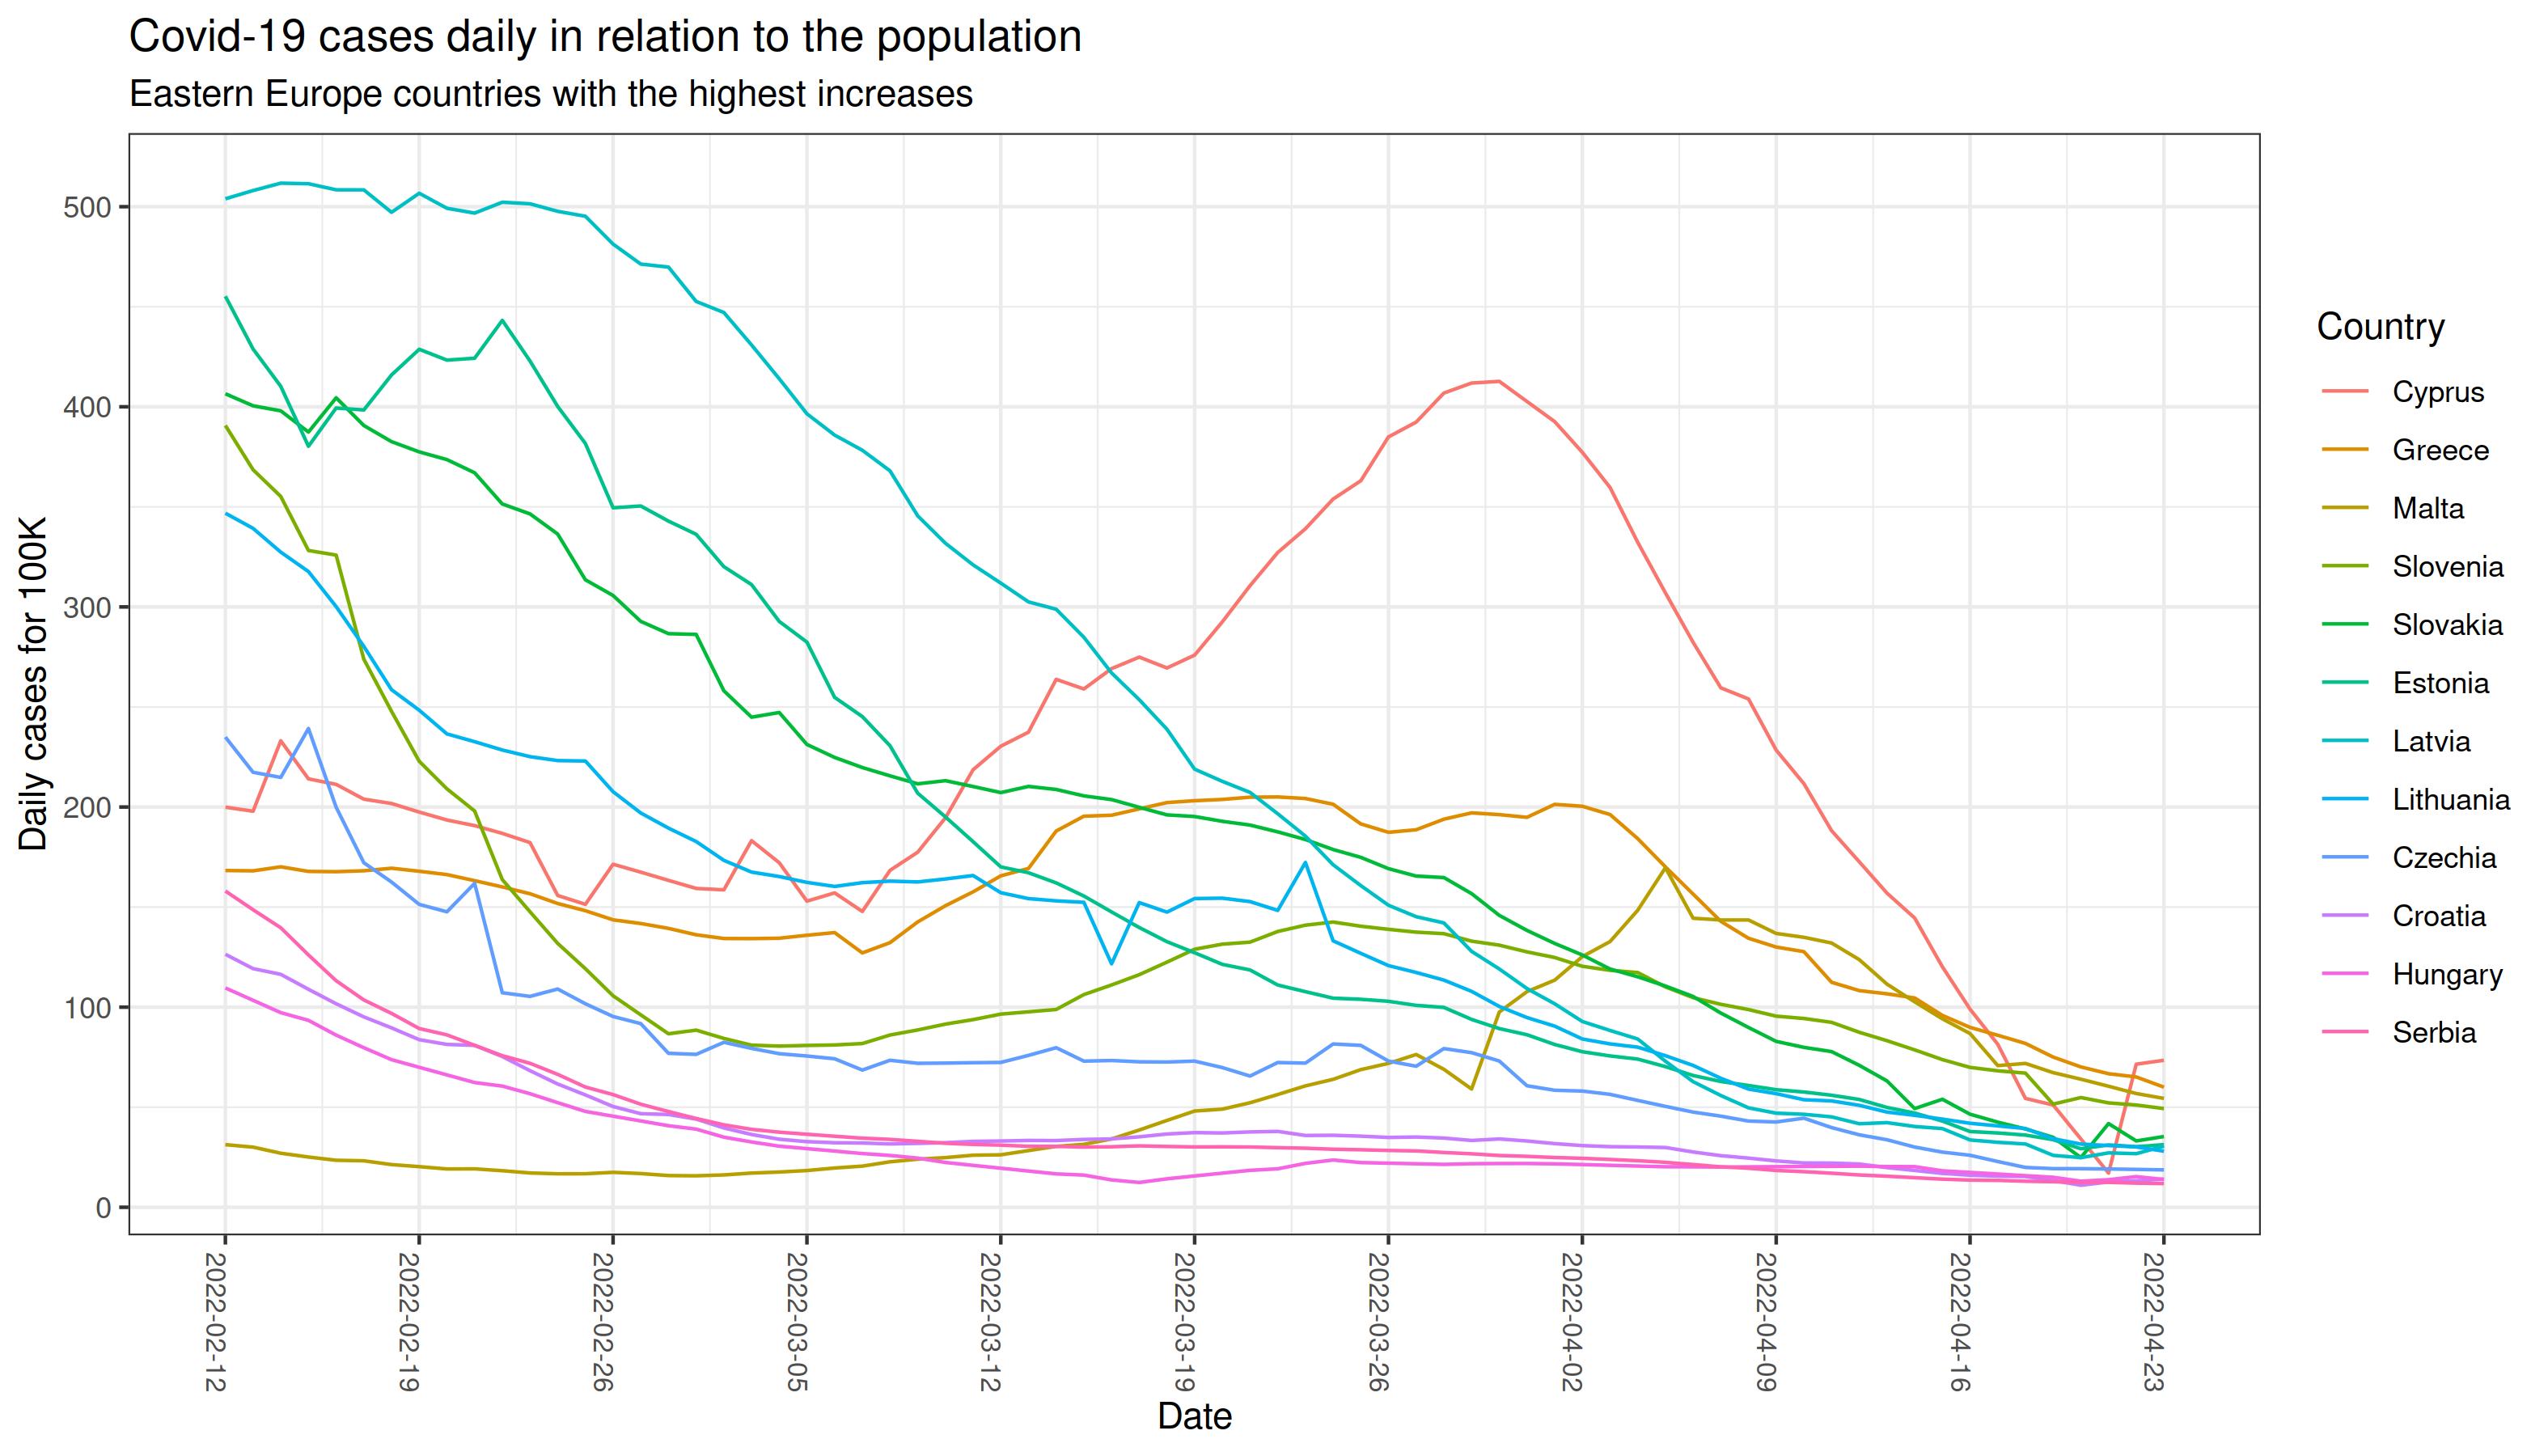 Covid-19 cases daily in relation to the population
Eastern Europe countries with the highest increases
Daily cases for 100K
500
400
300
200
100
0
2022-02-12
2022-02-19
2022-02-26
2022-03-05
2022-03-12
2022-03-19
2022-03-26
2022-04-02
2022-04-09
2022-04-16
2022-04-23
Date
Country
Cyprus
Greece
Malta
Slovenia
Slovakia
Estonia
Latvia
Lithuania
Czechia
Croatia
Hungary
Serbia